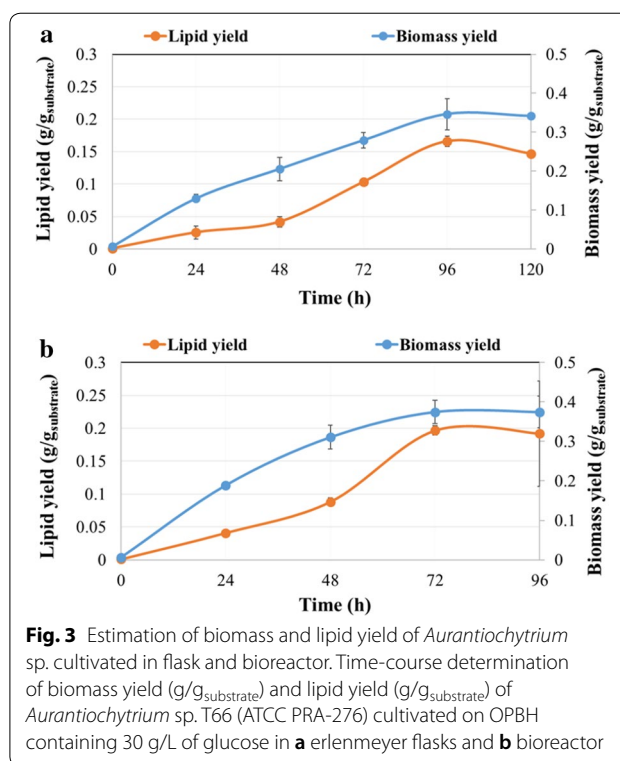 a
Lipid yield Biomass yield
0.3 0.5
0.25 0.4
0.2 0.3
0.15 0.2
0.1 0.1
0.05 0
0
Lipid yield (g/g_substrate)
Biomass yield (g/g_substrate)
0 24 48 72 96 120
Time (h)
b
Lipid yield Biomass yield
0.3 0.5
0.25 0.4
0.2 0.3
0.15 0.2
0.1 0.1
0.05 0
0
Lipid yield (g/g_substrate)
Biomass yield (g/g_substrate)
0 24 48 72 96
Time (h)
Fig. 3 Estimation of biomass and lipid yield of Aurantiochytrium
sp. cultivated in flask and bioreactor. Time-course determination
of biomass yield (g/g_substrate) and lipid yield (g/g_substrate) of
Aurantiochytrium sp. T66 (ATCC PRA-276) cultivated on OPBH
containing 30 g/L of glucose in a erlenmeyer flasks and b bioreactor